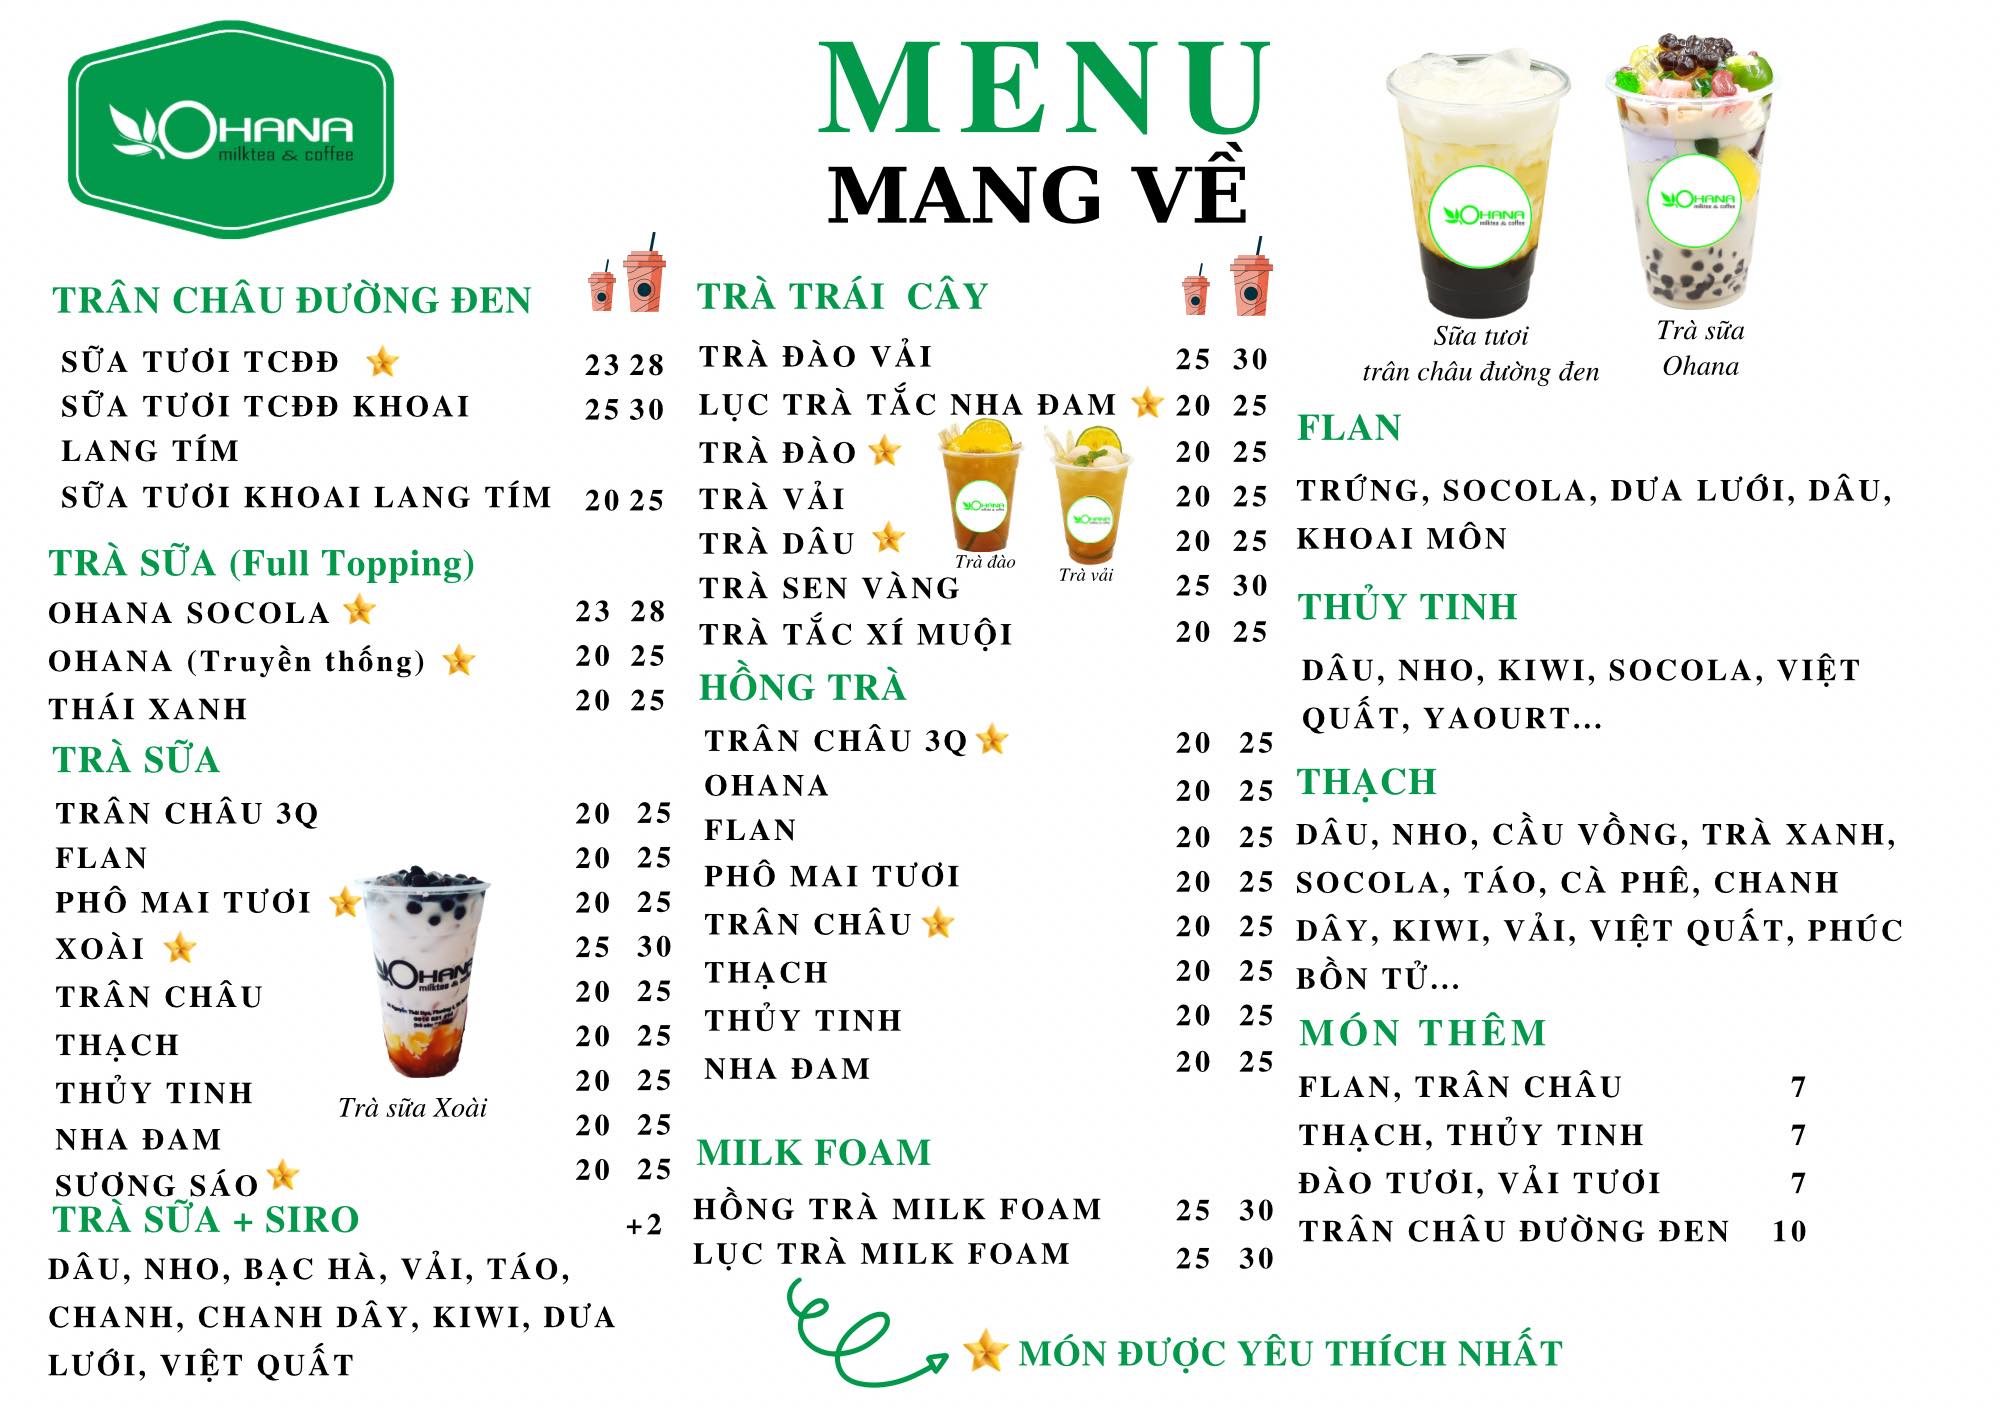 OHANA
milktea & coffee
MENU
MANG VỀ
OHANA
milktea & coffee
OHANA
milktea & coffee
Sữa tươi
trân châu đường đen
Trà sữa
Ohana
TRÂN CHÂU ĐƯỜNG ĐEN
SỮA TƯƠI TCĐĐ 23 28
SỮA TƯƠI TCĐĐ KHOAI 25 30
LANG TÍM
SỮA TƯƠI KHOAI LANG TÍM 20 25
TRÀ SỮA (Full Topping)
OHANA SOCOLA 23 28
OHANA (Truyền thống) 20 25
THÁI XANH 20 25
TRÀ SỮA
TRÂN CHÂU 3Q 20 25
FLAN 20 25
PHÔ MAI TƯƠI 20 25
XOÀI 25 30
TRÂN CHÂU 20 25
THẠCH 20 25
THỦY TINH 20 25
NHA ĐAM 20 25
SƯƠNG SÁO 20 25
OHANA
milktea &
Trà sữa Xoài
TRÀ SỮA + SIRO +2
DÂU, NHO, BẠC HÀ, VẢI, TÁO,
CHANH, CHANH DÂY, KIWI, DƯA
LƯỚI, VIỆT QUẤT
TRÀ TRÁI CÂY
TRÀ ĐÀO VẢI 25 30
LỤC TRÀ TẮC NHA ĐAM 20 25
TRÀ ĐÀO 20 25
TRÀ VẢI 20 25
TRÀ DÂU 20 25
TRÀ SEN VÀNG 25 30
TRÀ TẮC XÍ MUỘI 20 25
OHANA
OHANA
Trà đào
Trà vải
HỒNG TRÀ
TRÂN CHÂU 3Q 20 25
OHANA 20 25
FLAN 20 25
PHÔ MAI TƯƠI 20 25
TRÂN CHÂU 20 25
THẠCH 20 25
THỦY TINH 20 25
NHA ĐAM 20 25
MILK FOAM
HỒNG TRÀ MILK FOAM 25 30
LỤC TRÀ MILK FOAM 25 30
FLAN
TRỨNG, SOCOLA, DƯA LƯỚI, DÂU,
KHOAI MÔN
THỦY TINH
DÂU, NHO, KIWI, SOCOLA, VIỆT
QUẤT, YAOURT...
THẠCH
DÂU, NHO, CẦU VỒNG, TRÀ XANH,
SOCOLA, TÁO, CÀ PHÊ, CHANH
DÂY, KIWI, VẢI, VIỆT QUẤT, PHÚC
BỒN TỬ...
MÓN THÊM
FLAN, TRÂN CHÂU 7
THẠCH, THỦY TINH 7
ĐÀO TƯƠI, VẢI TƯƠI 7
TRÂN CHÂU ĐƯỜNG ĐEN 10
MÓN ĐƯỢC YÊU THÍCH NHẤT